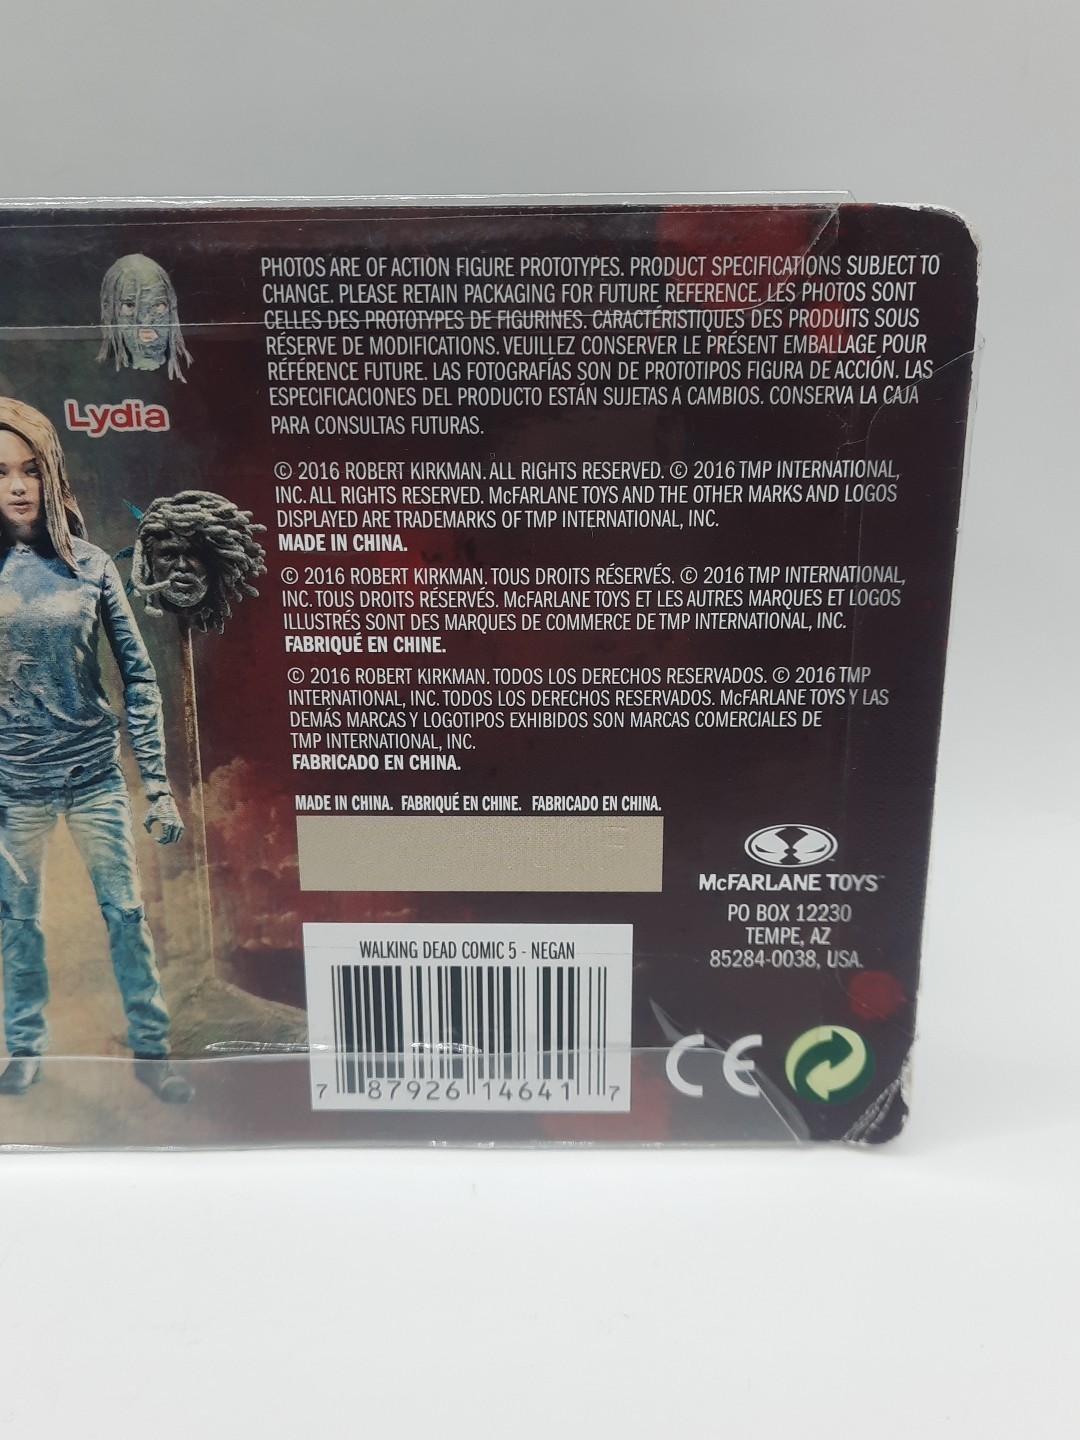 Lydia
PHOTOS ARE OF ACTION FIGURE PROTOTYPES. PRODUCT SPECIFICATIONS SUBJECT TO
CHANGE. PLEASE RETAIN PACKAGING FOR FUTURE REFERENCE. LES PHOTOS SONT
CELLES DES PROTOTYPES DE FIGURINES. CARACTÉRISTIQUES DES PRODUITS SOUS
RÉSERVE DE MODIFICATIONS. VEUILLEZ CONSERVER LE PRÉSENT EMBALLAGE POUR
RÉFÉRENCE FUTURE. LAS FOTOGRAFÍAS SON DE PROTOTIPOS FIGURA DE ACCIÓN. LAS
ESPECIFICACIONES DEL PRODUCTO ESTÁN SUJETAS A CAMBIOS. CONSERVA LA CAJA
PARA CONSULTAS FUTURAS.
© 2016 ROBERT KIRKMAN. ALL RIGHTS RESERVED. © 2016 TMP INTERNATIONAL,
INC. ALL RIGHTS RESERVED. McFARLANE TOYS AND THE OTHER MARKS AND LOGOS
DISPLAYED ARE TRADEMARKS OF TMP INTERNATIONAL, INC.
MADE IN CHINA.
© 2016 ROBERT KIRKMAN. TOUS DROITS RÉSERVÉS. © 2016 TMP INTERNATIONAL,
INC. TOUS DROITS RÉSERVÉS. McFARLANE TOYS ET LES AUTRES MARQUES ET LOGOS
ILLUSTRÉS SONT DES MARQUES DE COMMERCE DE TMP INTERNATIONAL, INC.
FABRIQUÉ EN CHINE.
© 2016 ROBERT KIRKMAN. TODOS LOS DERECHOS RESERVADOS. © 2016 TMP
INTERNATIONAL, INC. TODOS LOS DERECHOS RESERVADOS. McFARLANE TOYS Y LAS
DEMÁS MARCAS Y LOGOTIPOS EXHIBIDOS SON MARCAS COMERCIALES DE
TMP INTERNATIONAL, INC.
FABRICADO EN CHINA.
MADE IN CHINA. FABRIQUÉ EN CHINE. FABRICADO EN CHINA.
McFARLANE TOYS™
PO BOX 12230
TEMPE, AZ
85284-0038, USA.
WALKING DEAD COMIC 5 - NEGAN
7 87926 14641 7
CE